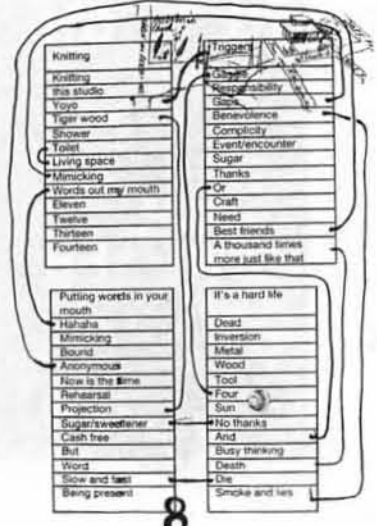 Knitting
Knitting
this studio
Yoyo
Tiger wood
Shower
Toilet
Living space
Mimicking
Words out my mouth
Eleven
Twelve
Thirteen
Fourteen
Triggers
Giggles
Responsibility
Gaps
Benevolence
Complicity
Event/encounter
Sugar
Thanks
Or
Craft
Need
Best friends
A thousand times
more just like that
Putting words in your
mouth
Hahaha
Mimicking
Bound
Anonymous
Now is the time
Rehearsal
Projection
Sugar/sweetener
Cash free
But
Word
Slow and fast
Being present
It's a hard life
Dead
Inversion
Metal
Wood
Tool
Four
Sun
No thanks
And
Busy thinking
Death
Die
Smoke and lies
8